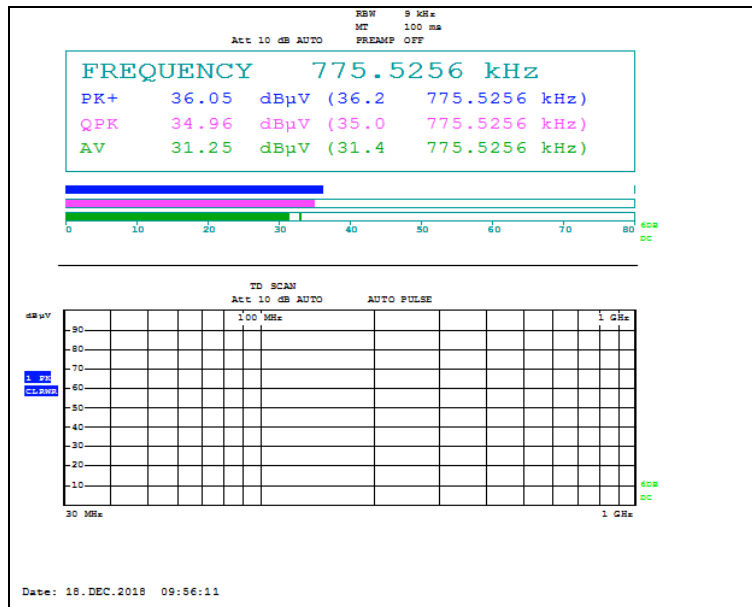 RBW 9 kHz
MT 100 ms
Att 10 dB AUTO PREAMP OFF
FREQUENCY 775.5256 kHz
PK+ 36.05 dBµV (36.2 775.5256 kHz)
QPK 34.96 dBµV (35.0 775.5256 kHz)
AV 31.25 dBµV (31.4 775.5256 kHz)
0 10 20 30 40 50 60 70 80
6DB
DC
TD SCAN
Att 10 dB AUTO AUTO PULSE
dBµV
100 MHz 1 GHz
90
80
70
1 PK
60
CLRWR
50
40
30
20
10
6DB
DC
30 MHz 1 GHz
Date: 18.DEC.2018 09:56:11